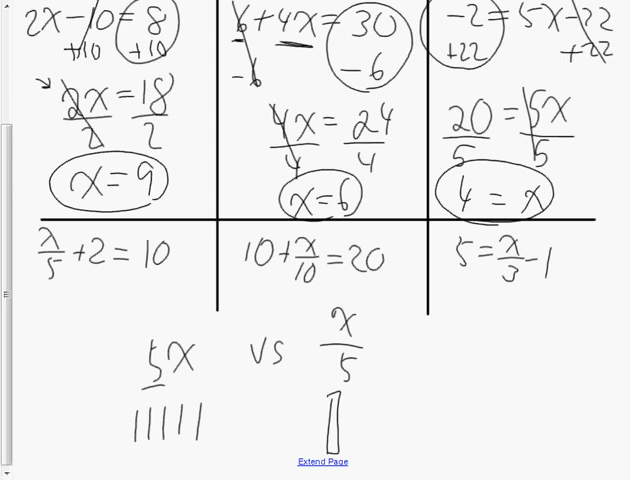 2x-10=8
+10 +10
2x=18
2 2
x=9
6+4x=30
-6 -6
4x=24
4 4
x=6
-2=5x-22
+22 +22
20=5x
5 5
4=x
x/5+2=10
10+x/10=20
5=x/3-1
5x vs x/5
Extend Page